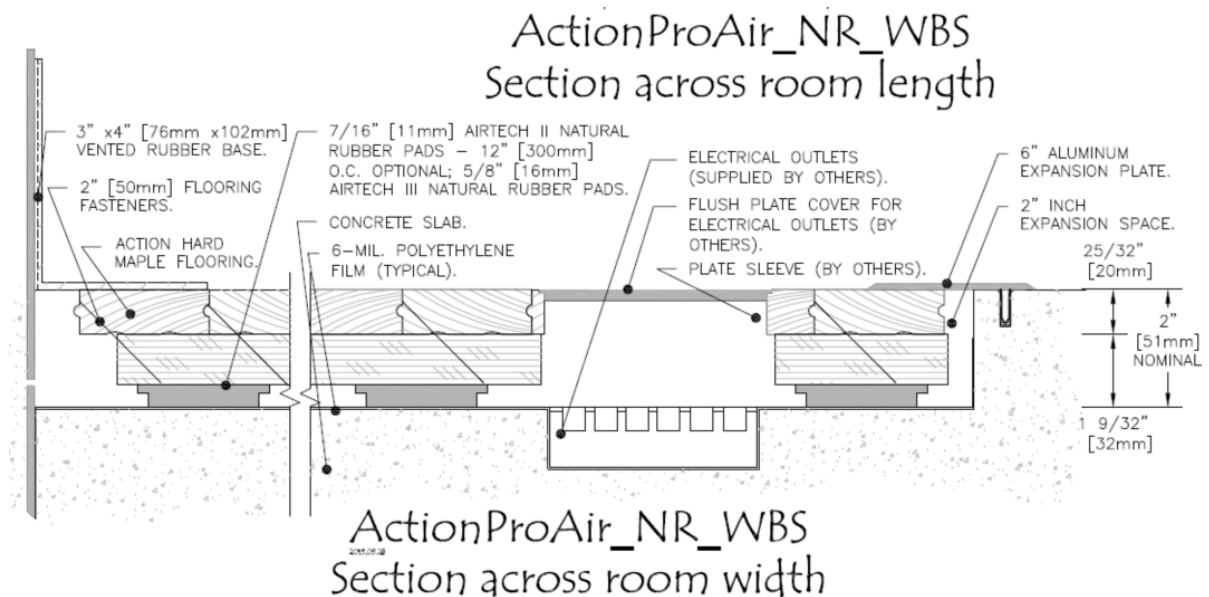 ActionProAir_NR_WBS
Section across room length
3" x4" [76mm x102mm]
VENTED RUBBER BASE.
2" [50mm] FLOORING
FASTENERS.
ACTION HARD
MAPLE FLOORING.
7/16" [11mm] AIRTECH II NATURAL
RUBBER PADS – 12" [300mm]
O.C. OPTIONAL; 5/8" [16mm]
AIRTECH III NATURAL RUBBER PADS.
CONCRETE SLAB.
6-MIL. POLYETHYLENE
FILM (TYPICAL).
ELECTRICAL OUTLETS
(SUPPLIED BY OTHERS).
FLUSH PLATE COVER FOR
ELECTRICAL OUTLETS (BY
OTHERS).
PLATE SLEEVE (BY OTHERS).
6" ALUMINUM
EXPANSION PLATE.
2" INCH
EXPANSION SPACE.
25/32"
[20mm]
2"
[51mm]
NOMINAL
1 9/32"
[32mm]
ActionProAir_NR_WBS
Section across room width